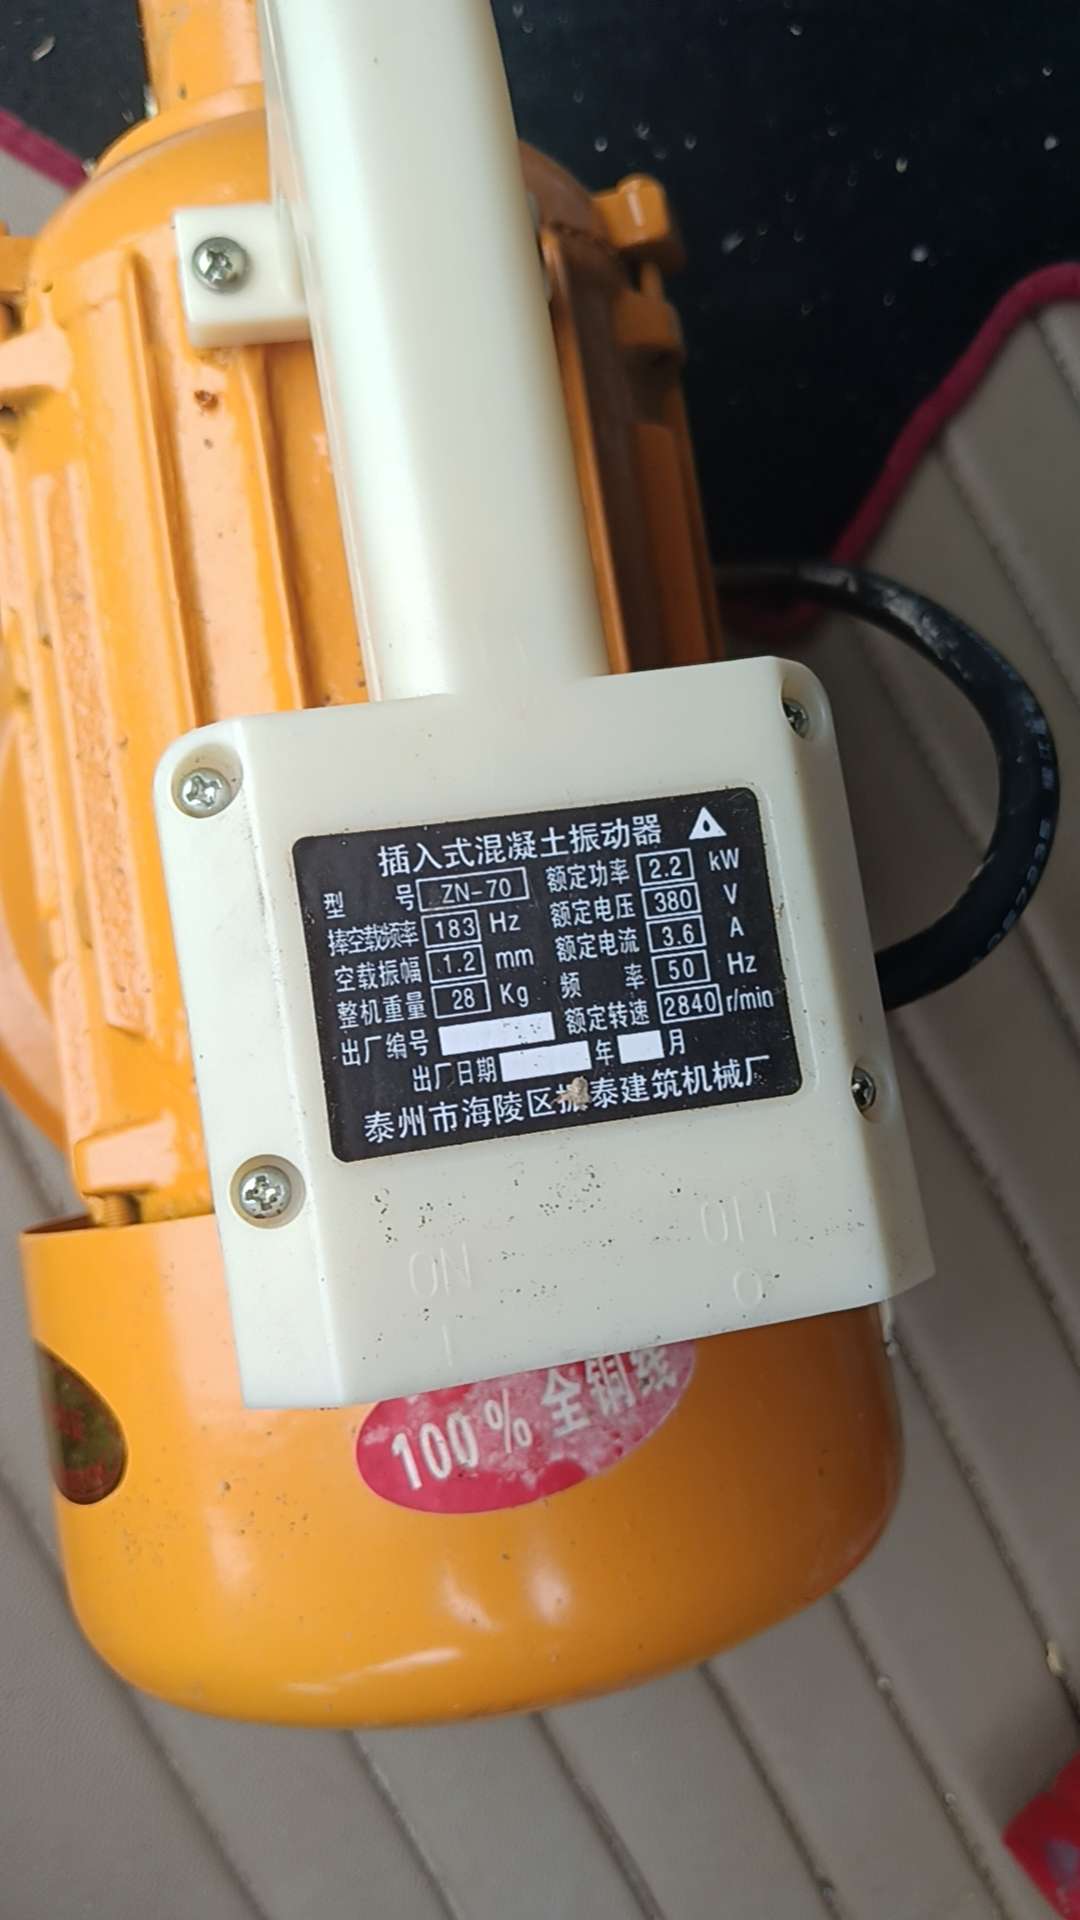 插入式混凝土振动器
型 号 ZN-70 额定功率 2.2 kW
捧空载频率 183 Hz 额定电压 380 V
空载振幅 1.2 mm 额定电流 3.6 A
整机重量 28 Kg 频 率 50 Hz
出厂编号 额定转速 2840 r/min
出厂日期 年 月
泰州市海陵区振泰建筑机械厂
ON OFF
I O
100% 全铜线